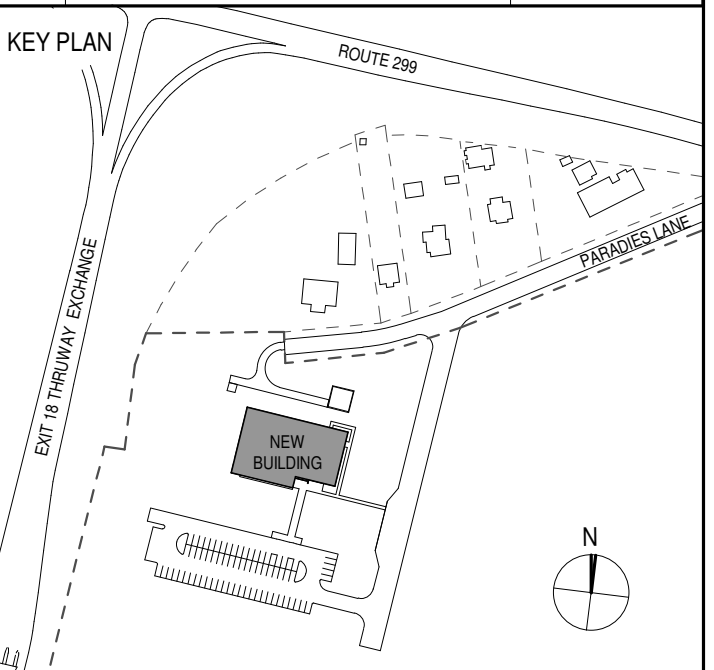 KEY PLAN
ROUTE 299
PARADIES LANE
EXIT 18 THRUWAY EXCHANGE
NEW
BUILDING
N